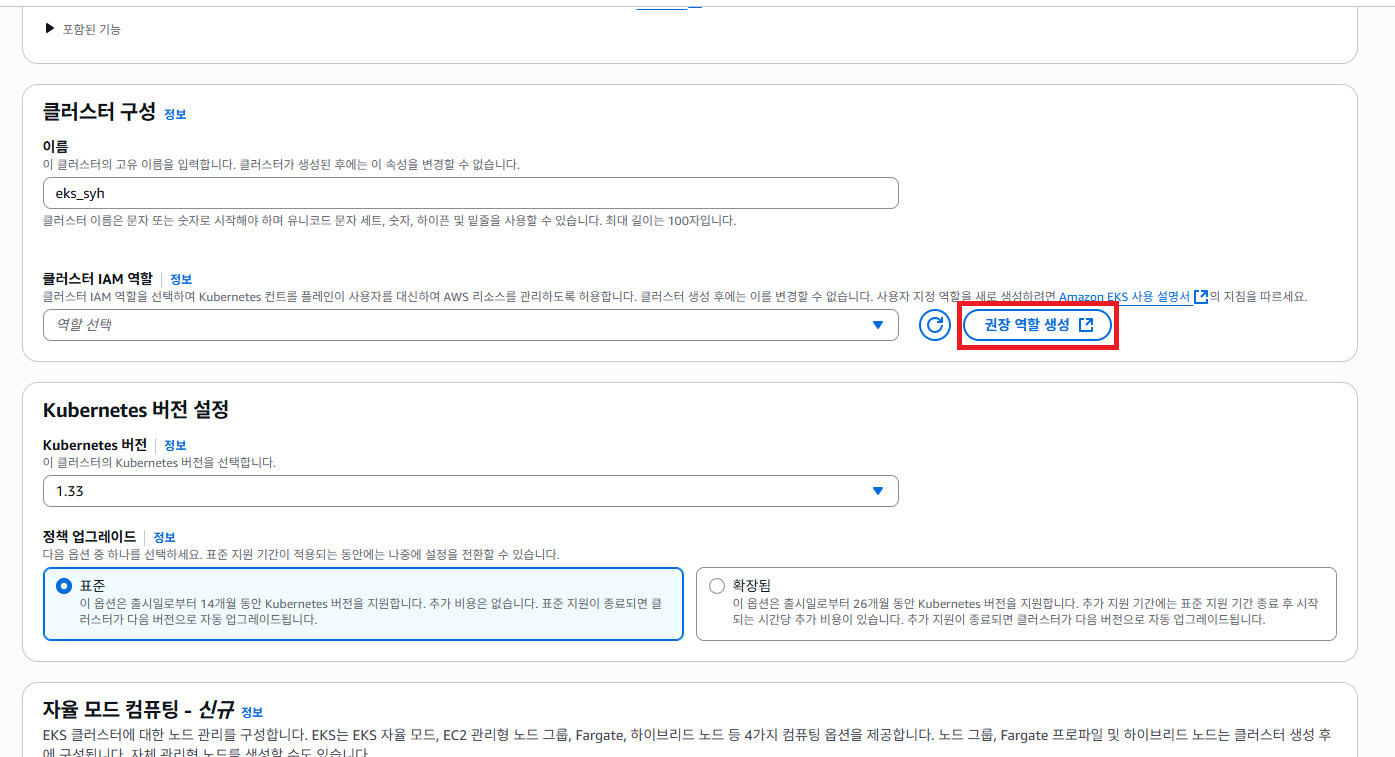 포함된 기능
클러스터 구성 정보
이름
이 클러스터의 고유 이름을 입력합니다. 클러스터가 생성된 후에는 이 속성을 변경할 수 없습니다.
eks_syh
클러스터 이름은 문자 또는 숫자로 시작해야 하며 유니코드 문자 세트, 숫자, 하이픈 및 밑줄을 사용할 수 있습니다. 최대 길이는 100자입니다.
클러스터 IAM 역할 정보
클러스터 IAM 역할을 선택하여 Kubernetes 컨트롤 플레인이 사용자를 대신하여 AWS 리소스를 관리하도록 허용합니다. 클러스터 생성 후에는 이를 변경할 수 없습니다. 사용자 지정 역할을 새로 생성하려면 Amazon EKS 사용 설명서의 지침을 따르세요.
역할 선택
권장 역할 생성
Kubernetes 버전 설정
Kubernetes 버전 정보
이 클러스터의 Kubernetes 버전을 선택합니다.
1.33
정책 업그레이드 정보
다음 옵션 중 하나를 선택하세요. 표준 지원 기간이 적용되는 동안에는 나중에 설정을 전환할 수 있습니다.
표준
이 옵션은 출시일로부터 14개월 동안 Kubernetes 버전을 지원합니다. 추가 비용은 없습니다. 표준 지원이 종료되면 클
러스터가 다음 버전으로 자동 업그레이드됩니다.
확장됨
이 옵션은 출시일로부터 26개월 동안 Kubernetes 버전을 지원합니다. 추가 지원 기간에는 표준 지원 기간 종료 후 시작
되는 시간당 추가 비용이 있습니다. 추가 지원이 종료되면 클러스터가 다음 버전으로 자동 업그레이드됩니다.
자율 모드 컴퓨팅 - 신규 정보
EKS 클러스터에 대한 노드 관리를 구성합니다. EKS는 EKS 자율 모드, EC2 관리형 노드 그룹, Fargate, 하이브리드 노드 등 4가지 컴퓨팅 옵션을 제공합니다. 노드 그룹, Fargate 프로파일 및 하이브리드 노드는 클러스터 생성 후
에 구성됩니다. 자체 관리형 노드를 생성할 수도 있습니다.